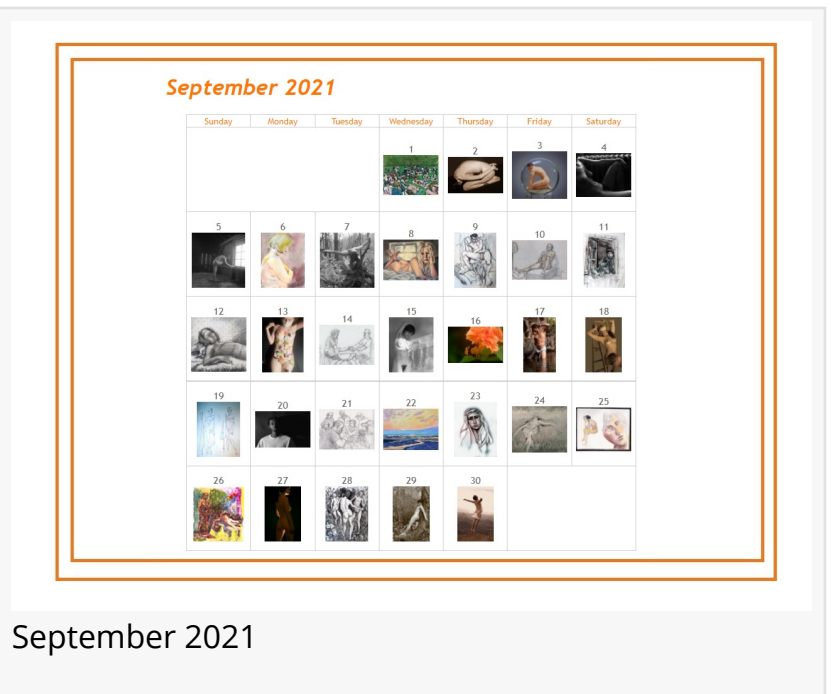 September 2021
Sunday Monday Tuesday Wednesday Thursday Friday Saturday
1 2 3 4
5 6 7 8 9 10 11
12 13 14 15 16 17 18
19 20 21 22 23 24 25
26 27 28 29 30
September 2021